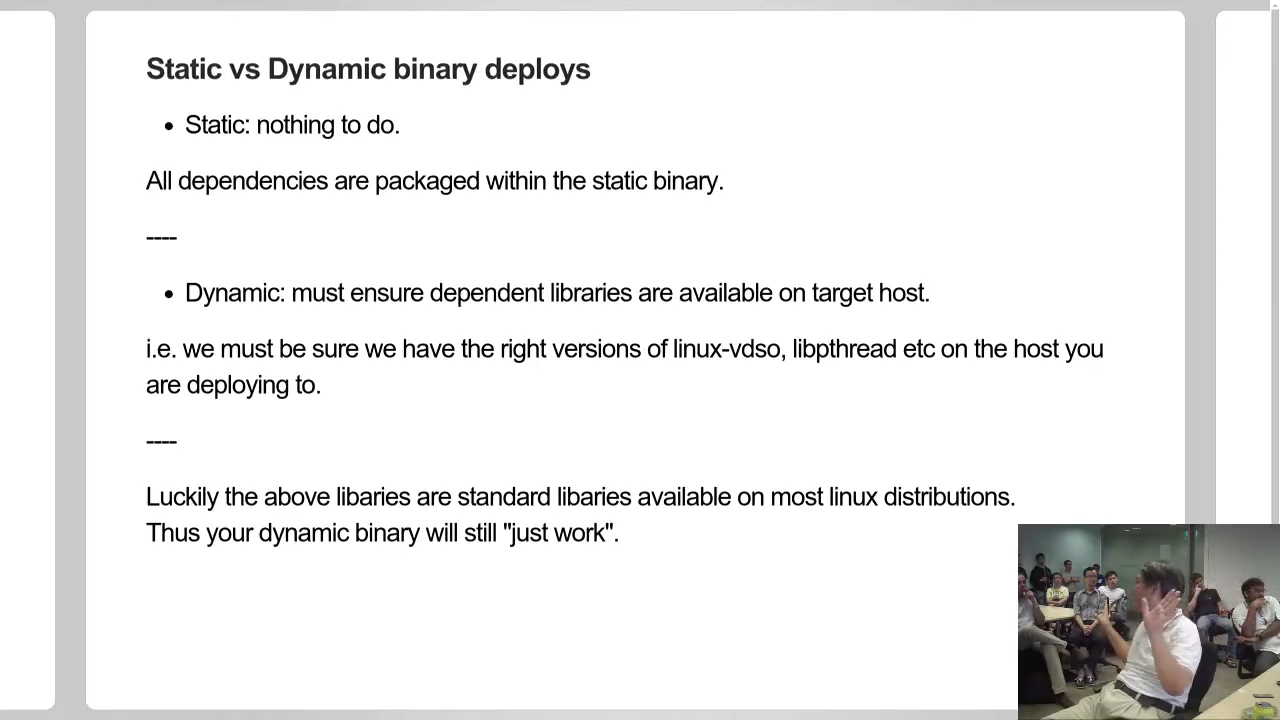 Static vs Dynamic binary deploys
• Static: nothing to do.
All dependencies are packaged within the static binary.
----
• Dynamic: must ensure dependent libraries are available on target host.
i.e. we must be sure we have the right versions of linux-vdso, libpthread etc on the host you
are deploying to.
----
Luckily the above libaries are standard libaries available on most linux distributions.
Thus your dynamic binary will still "just work".